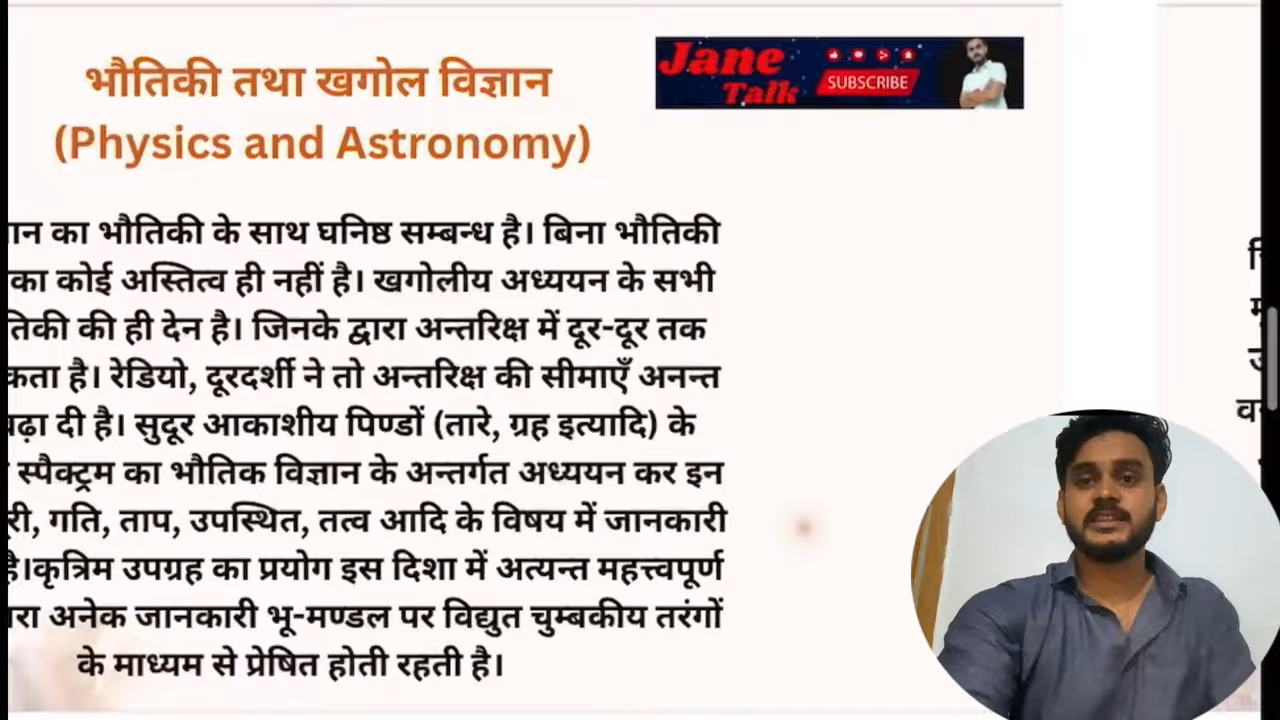 भौतिकी तथा खगोल विज्ञान
(Physics and Astronomy)
Jane
Talk
SUBSCRIBE
का भौतिकी के साथ घनिष्ठ सम्बन्ध है। बिना भौतिकी
का कोई अस्तित्व ही नहीं है। खगोलीय अध्ययन के सभी
की ही देन है। जिनके द्वारा अन्तरिक्ष में दूर-दूर तक
है। रेडियो, दूरदर्शी ने तो अन्तरिक्ष की सीमाएँ अनन्त
दी है। सुदूर आकाशीय पिण्डों (तारे, ग्रह इत्यादि) के
स्पैक्ट्रम का भौतिक विज्ञान के अन्तर्गत अध्ययन कर इन
गति, ताप, उपस्थित, तत्व आदि के विषय में जानकारी
है।कृत्रिम उपग्रह का प्रयोग इस दिशा में अत्यन्त महत्त्वपूर्ण
अनेक जानकारी भू-मण्डल पर विद्युत चुम्बकीय तरंगों
के माध्यम से प्रेषित होती रहती है।